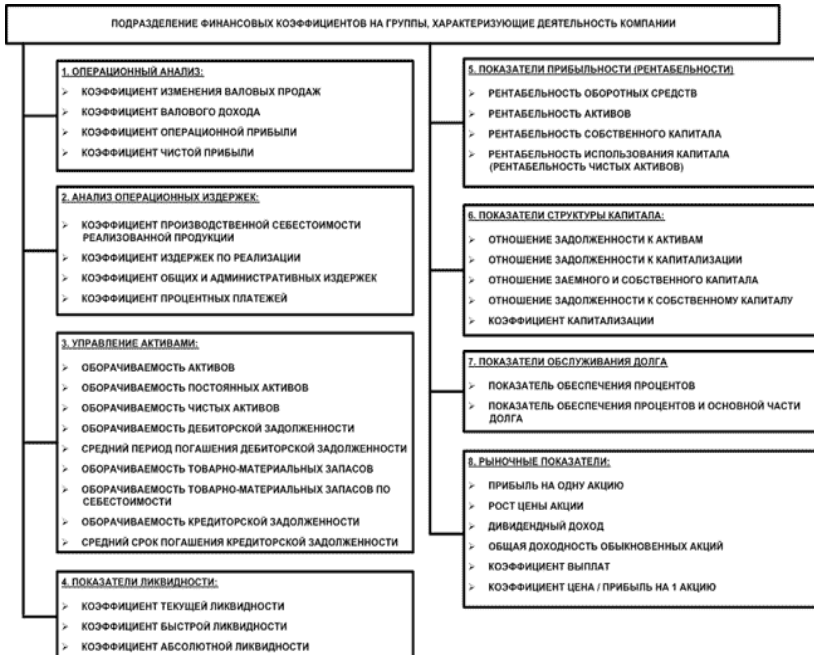 ПОДРАЗДЕЛЕНИЕ ФИНАНСОВЫХ КОЭФФИЦИЕНТОВ НА ГРУППЫ, ХАРАКТЕРИЗУЮЩИЕ ДЕЯТЕЛЬНОСТЬ КОМПАНИИ
1. ОПЕРАЦИОННЫЙ АНАЛИЗ:
➢ КОЭФФИЦИЕНТ ИЗМЕНЕНИЯ ВАЛОВЫХ ПРОДАЖ
➢ КОЭФФИЦИЕНТ ВАЛОВОГО ДОХОДА
➢ КОЭФФИЦИЕНТ ОПЕРАЦИОННОЙ ПРИБЫЛИ
➢ КОЭФФИЦИЕНТ ЧИСТОЙ ПРИБЫЛИ
2. АНАЛИЗ ОПЕРАЦИОННЫХ ИЗДЕРЖЕК:
➢ КОЭФФИЦИЕНТ ПРОИЗВОДСТВЕННОЙ СЕБЕСТОИМОСТИ
РЕАЛИЗОВАННОЙ ПРОДУКЦИИ
➢ КОЭФФИЦИЕНТ ИЗДЕРЖЕК ПО РЕАЛИЗАЦИИ
➢ КОЭФФИЦИЕНТ ОБЩИХ И АДМИНИСТРАТИВНЫХ ИЗДЕРЖЕК
➢ КОЭФФИЦИЕНТ ПРОЦЕНТНЫХ ПЛАТЕЖЕЙ
3. УПРАВЛЕНИЕ АКТИВАМИ:
➢ ОБОРАЧИВАЕМОСТЬ АКТИВОВ
➢ ОБОРАЧИВАЕМОСТЬ ПОСТОЯННЫХ АКТИВОВ
➢ ОБОРАЧИВАЕМОСТЬ ЧИСТЫХ АКТИВОВ
➢ ОБОРАЧИВАЕМОСТЬ ДЕБИТОРСКОЙ ЗАДОЛЖЕННОСТИ
➢ СРЕДНИЙ ПЕРИОД ПОГАШЕНИЯ ДЕБИТОРСКОЙ ЗАДОЛЖЕННОСТИ
➢ ОБОРАЧИВАЕМОСТЬ ТОВАРНО-МАТЕРИАЛЬНЫХ ЗАПАСОВ
➢ ОБОРАЧИВАЕМОСТЬ ТОВАРНО-МАТЕРИАЛЬНЫХ ЗАПАСОВ ПО
СЕБЕСТОИМОСТИ
➢ ОБОРАЧИВАЕМОСТЬ КРЕДИТОРСКОЙ ЗАДОЛЖЕННОСТИ
➢ СРЕДНИЙ СРОК ПОГАШЕНИЯ КРЕДИТОРСКОЙ ЗАДОЛЖЕННОСТИ
4. ПОКАЗАТЕЛИ ЛИКВИДНОСТИ:
➢ КОЭФФИЦИЕНТ ТЕКУЩЕЙ ЛИКВИДНОСТИ
➢ КОЭФФИЦИЕНТ БЫСТРОЙ ЛИКВИДНОСТИ
➢ КОЭФФИЦИЕНТ АБСОЛЮТНОЙ ЛИКВИДНОСТИ
5. ПОКАЗАТЕЛИ ПРИБЫЛЬНОСТИ (РЕНТАБЕЛЬНОСТИ)
➢ РЕНТАБЕЛЬНОСТЬ ОБОРОТНЫХ СРЕДСТВ
➢ РЕНТАБЕЛЬНОСТЬ АКТИВОВ
➢ РЕНТАБЕЛЬНОСТЬ СОБСТВЕННОГО КАПИТАЛА
➢ РЕНТАБЕЛЬНОСТЬ ИСПОЛЬЗОВАНИЯ КАПИТАЛА
(РЕНТАБЕЛЬНОСТЬ ЧИСТЫХ АКТИВОВ)
6. ПОКАЗАТЕЛИ СТРУКТУРЫ КАПИТАЛА:
➢ ОТНОШЕНИЕ ЗАДОЛЖЕННОСТИ К АКТИВАМ
➢ ОТНОШЕНИЕ ЗАДОЛЖЕННОСТИ К КАПИТАЛИЗАЦИИ
➢ ОТНОШЕНИЕ ЗАЕМНОГО И СОБСТВЕННОГО КАПИТАЛА
➢ ОТНОШЕНИЕ ЗАДОЛЖЕННОСТИ К СОБСТВЕННОМУ КАПИТАЛУ
➢ КОЭФФИЦИЕНТ КАПИТАЛИЗАЦИИ
7. ПОКАЗАТЕЛИ ОБСЛУЖИВАНИЯ ДОЛГА
➢ ПОКАЗАТЕЛЬ ОБЕСПЕЧЕНИЯ ПРОЦЕНТОВ
➢ ПОКАЗАТЕЛЬ ОБЕСПЕЧЕНИЯ ПРОЦЕНТОВ И ОСНОВНОЙ ЧАСТИ
ДОЛГА
8. РЫНОЧНЫЕ ПОКАЗАТЕЛИ:
➢ ПРИБЫЛЬ НА ОДНУ АКЦИЮ
➢ РОСТ ЦЕНЫ АКЦИИ
➢ ДИВИДЕНДНЫЙ ДОХОД
➢ ОБЩАЯ ДОХОДНОСТЬ ОБЫКНОВЕННЫХ АКЦИЙ
➢ КОЭФФИЦИЕНТ ВЫПЛАТ
➢ КОЭФФИЦИЕНТ ЦЕНА / ПРИБЫЛЬ НА 1 АКЦИЮ